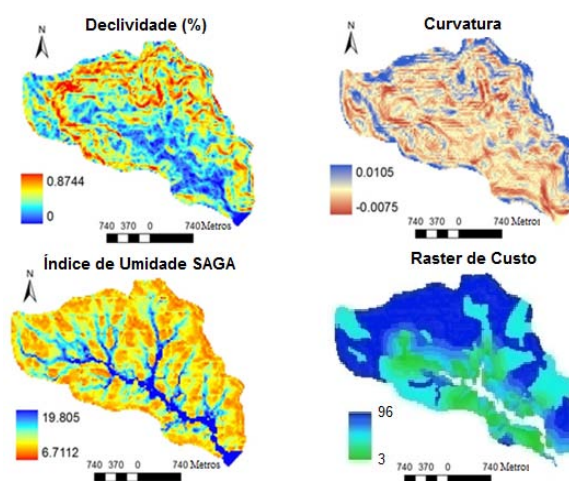 Declividade (%)
N
0.8744
0
740 370 0 740 Metros
Curvatura
N
0.0105
-0.0075
740 370 0 740 Metros
Índice de Umidade SAGA
N
19.805
6.7112
740 370 0 740 Metros
Raster de Custo
96
3
740 370 0 740 Metros